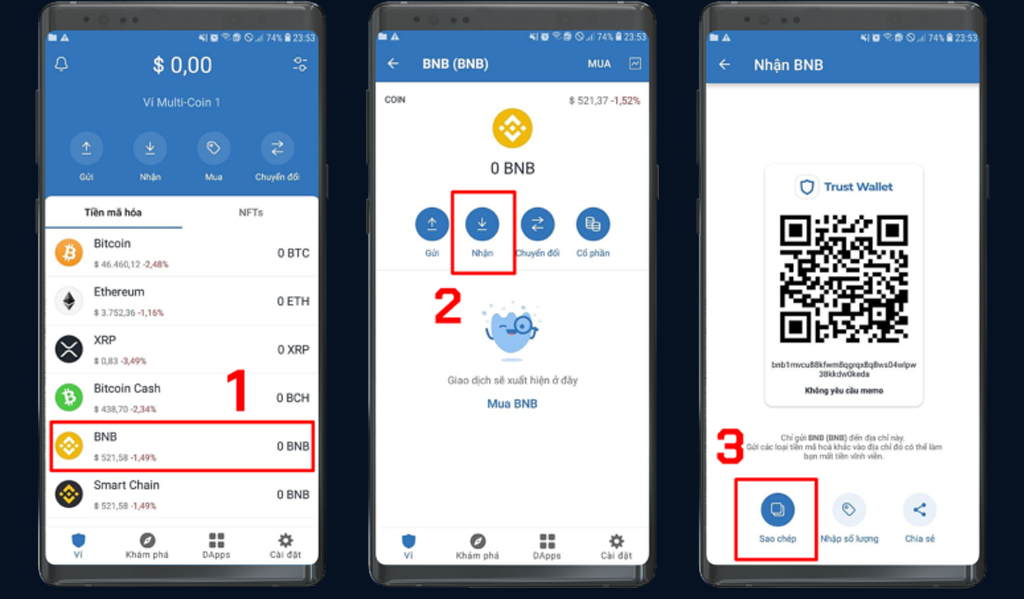 74% 23:53
$ 0,00
Ví Multi-Coin 1
Gửi
Nhận
Mua
Chuyển đổi
Tiền mã hóa
NFTs
Bitcoin
$ 46.460,12 -2,48%
0 BTC
Ethereum
$ 3.752,36 -1,16%
0 ETH
XRP
$ 0,83 -3,49%
0 XRP
Bitcoin Cash
$ 438,70 -2,34%
0 BCH
1
BNB
$ 521,58 -1,49%
0 BNB
Smart Chain
$ 521,58 -1,49%
0 BNB
Ví
Khám phá
DApps
Cài đặt
74% 23:53
BNB (BNB)
MUA
COIN
$ 521,37 -1,52%
0 BNB
Gửi
Nhận
Chuyển đổi
Cổ phần
2
Giao dịch sẽ xuất hiện ở đây
Mua BNB
Ví
Khám phá
DApps
Cài đặt
74% 23:53
Nhận BNB
Trust Wallet
Không yêu cầu memo
Chỉ gửi BNB (BNB) đến địa chỉ này.
Gửi các loại tiền mã hoá khác vào địa chỉ đó có thể làm
bạn mất tiền vĩnh viễn.
3
Sao chép
Nhập số lượng
Chia sẻ